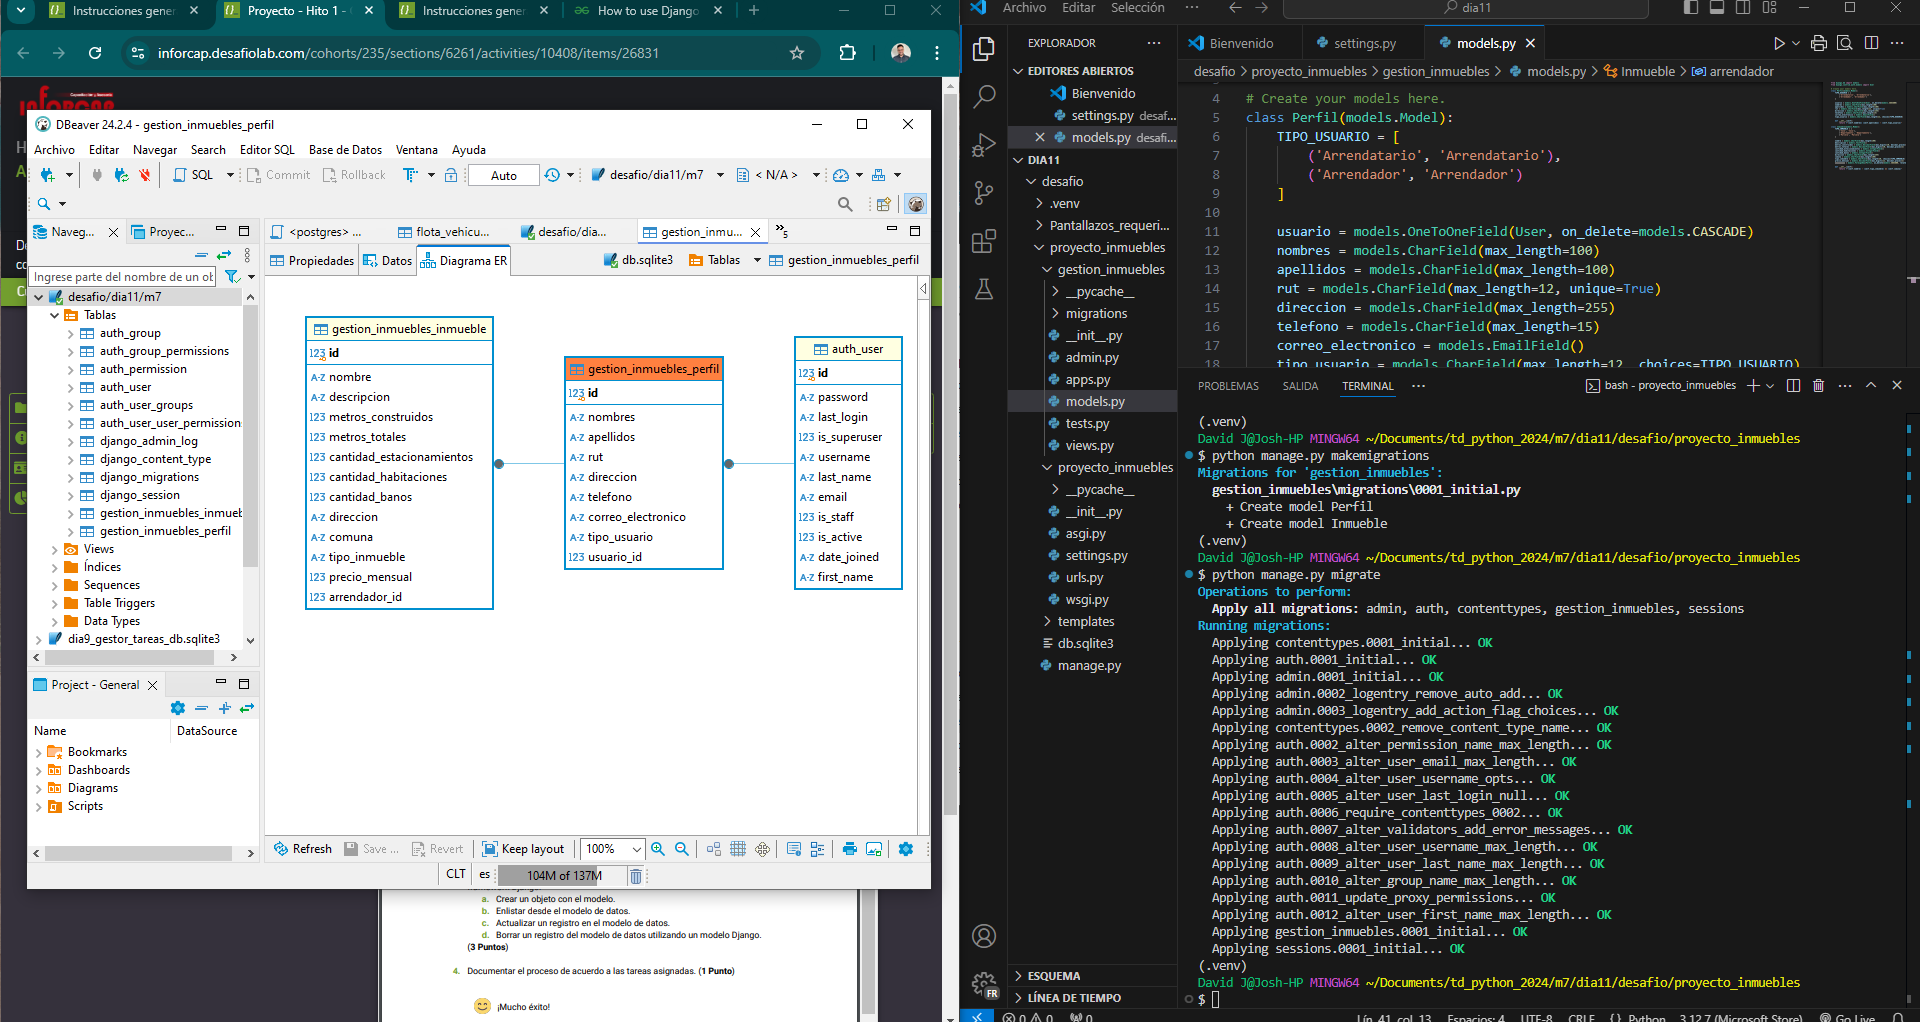 Instrucciones gener
Proyecto - Hito 1 -
Instrucciones gener
How to use Django
inforcap.desafiolab.com/cohorts/235/sections/6261/activities/10408/items/26831
DBeaver 24.2.4 - gestion_inmuebles_perfil
Archivo Editar Navegar Search Editor SQL Base de Datos Ventana Ayuda
SQL Commit Rollback Auto desafio/dia11/m7 < N/A >
Naveg... Proyec...
<postgres> ... flota_vehicu... desafio/dia... gestion_inmu... 5
Propiedades Datos Diagrama ER db.sqlite3 Tablas gestion_inmuebles_perfil
Ingrese parte del nombre de un ob
desafio/dia11/m7
Tablas
auth_group
auth_group_permissions
auth_permission
auth_user
auth_user_groups
auth_user_user_permission
django_admin_log
django_content_type
django_migrations
django_session
gestion_inmuebles_inmueb
gestion_inmuebles_perfil
Views
Índices
Sequences
Table Triggers
Data Types
dia9_gestor_tareas_db.sqlite3
Project - General
Name DataSource
Bookmarks
Dashboards
Diagrams
Scripts
gestion_inmuebles_inmueble
123 id
A-Z nombre
A-Z descripcion
123 metros_construidos
123 metros_totales
123 cantidad_estacionamientos
123 cantidad_habitaciones
123 cantidad_banos
A-Z direccion
A-Z comuna
A-Z tipo_inmueble
123 precio_mensual
123 arrendador_id
gestion_inmuebles_perfil
123 id
A-Z nombres
A-Z apellidos
A-Z rut
A-Z direccion
A-Z telefono
A-Z correo_electronico
A-Z tipo_usuario
123 usuario_id
auth_user
123 id
A-Z password
A-Z last_login
123 is_superuser
A-Z username
A-Z last_name
A-Z email
123 is_staff
123 is_active
A-Z date_joined
A-Z first_name
Refresh Save ... Revert Keep layout 100%
CLT es 104M of 137M
a. Crear un objeto con el modelo.
b. Enlistar desde el modelo de datos.
c. Actualizar un registro en el modelo de datos.
d. Borrar un registro del modelo de datos utilizando un modelo Django.
(3 Puntos)
4. Documentar el proceso de acuerdo a las tareas asignadas. (1 Punto)
¡Mucho éxito!
Archivo Editar Selección ... dia11
EXPLORADOR ...
EDITORES ABIERTOS
Bienvenido
settings.py desaf...
models.py desafi...
DIA11
desafio
.venv
Pantallazos_requeri...
proyecto_inmuebles
gestion_inmuebles
__pycache__
migrations
__init__.py
admin.py
apps.py
models.py
tests.py
views.py
proyecto_inmuebles
__pycache__
__init__.py
asgi.py
settings.py
urls.py
wsgi.py
templates
db.sqlite3
manage.py
ESQUEMA
LÍNEA DE TIEMPO
FR
Bienvenido settings.py models.py
desafio > proyecto_inmuebles > gestion_inmuebles > models.py > Inmueble > arrendador
4 # Create your models here.
5 class Perfil(models.Model):
6 TIPO_USUARIO = [
7 ('Arrendatario', 'Arrendatario'),
8 ('Arrendador', 'Arrendador')
9 ]
10
11 usuario = models.OneToOneField(User, on_delete=models.CASCADE)
12 nombres = models.CharField(max_length=100)
13 apellidos = models.CharField(max_length=100)
14 rut = models.CharField(max_length=12, unique=True)
15 direccion = models.CharField(max_length=255)
16 telefono = models.CharField(max_length=15)
17 correo_electronico = models.EmailField()
18 tipo_usuario = models.CharField(max_length=12, choices=TIPO_USUARIO)
PROBLEMAS SALIDA TERMINAL ... bash - proyecto_inmuebles
(.venv)
David J@Josh-HP MINGW64 ~/Documents/td_python_2024/m7/dia11/desafio/proyecto_inmuebles
$ python manage.py makemigrations
Migrations for 'gestion_inmuebles':
gestion_inmuebles\migrations\0001_initial.py
+ Create model Perfil
+ Create model Inmueble
(.venv)
David J@Josh-HP MINGW64 ~/Documents/td_python_2024/m7/dia11/desafio/proyecto_inmuebles
$ python manage.py migrate
Operations to perform:
Apply all migrations: admin, auth, contenttypes, gestion_inmuebles, sessions
Running migrations:
Applying contenttypes.0001_initial... OK
Applying auth.0001_initial... OK
Applying admin.0001_initial... OK
Applying admin.0002_logentry_remove_auto_add... OK
Applying admin.0003_logentry_add_action_flag_choices... OK
Applying contenttypes.0002_remove_content_type_name... OK
Applying auth.0002_alter_permission_name_max_length... OK
Applying auth.0003_alter_user_email_max_length... OK
Applying auth.0004_alter_user_username_opts... OK
Applying auth.0005_alter_user_last_login_null... OK
Applying auth.0006_require_contenttypes_0002... OK
Applying auth.0007_alter_validators_add_error_messages... OK
Applying auth.0008_alter_user_username_max_length... OK
Applying auth.0009_alter_user_last_name_max_length... OK
Applying auth.0010_alter_group_name_max_length... OK
Applying auth.0011_update_proxy_permissions... OK
Applying auth.0012_alter_user_first_name_max_length... OK
Applying gestion_inmuebles.0001_initial... OK
Applying sessions.0001_initial... OK
(.venv)
David J@Josh-HP MINGW64 ~/Documents/td_python_2024/m7/dia11/desafio/proyecto_inmuebles
$
0 0 0 Lín. 41, col. 13 Espacios: 4 UTF-8 CRLF {} Python 3.12.7 (Microsoft Store) Go Live